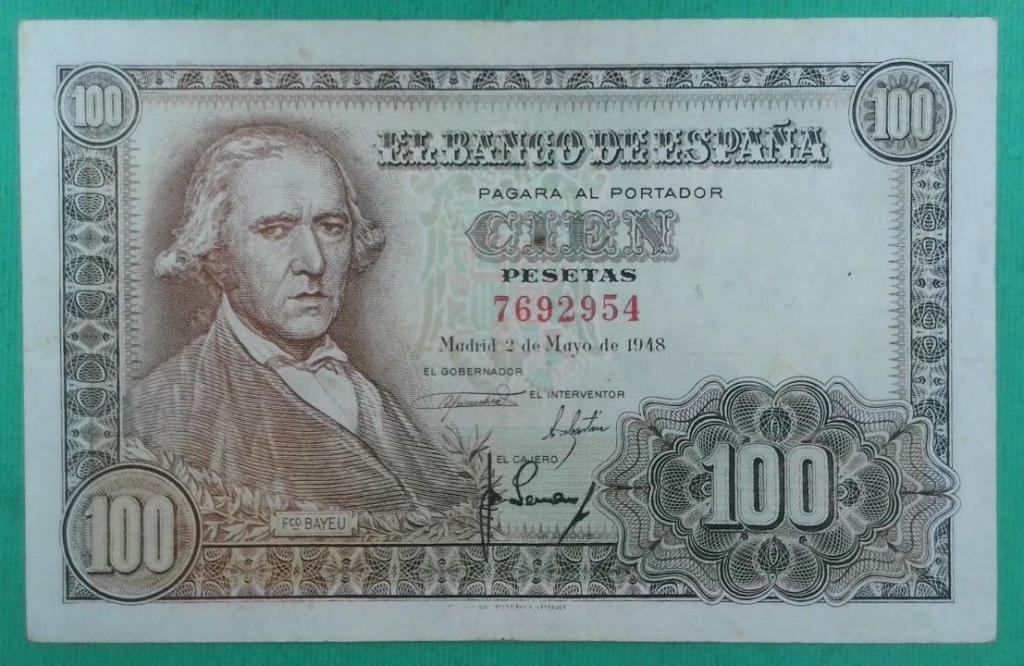 100
100
EL BANCO DE ESPAÑA
PAGARA AL PORTADOR
CIEN
PESETAS
7692954
Madrid 2 de Mayo de 1948
EL GOBERNADOR
EL INTERVENTOR
EL CAJERO
100
100
Fco BAYEU